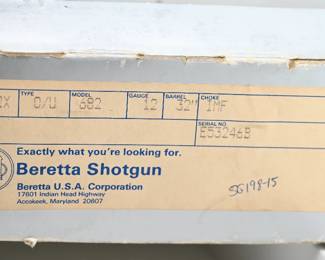 TYPE MODEL GAUGE BARREL CHOKE
O/U 682 12 32" IMF
SERIAL NO.
E53246B
Exactly what you're looking for.
Beretta Shotgun
Beretta U.S.A. Corporation
17601 Indian Head Highway
Accokeek, Maryland 20607
SG198-15